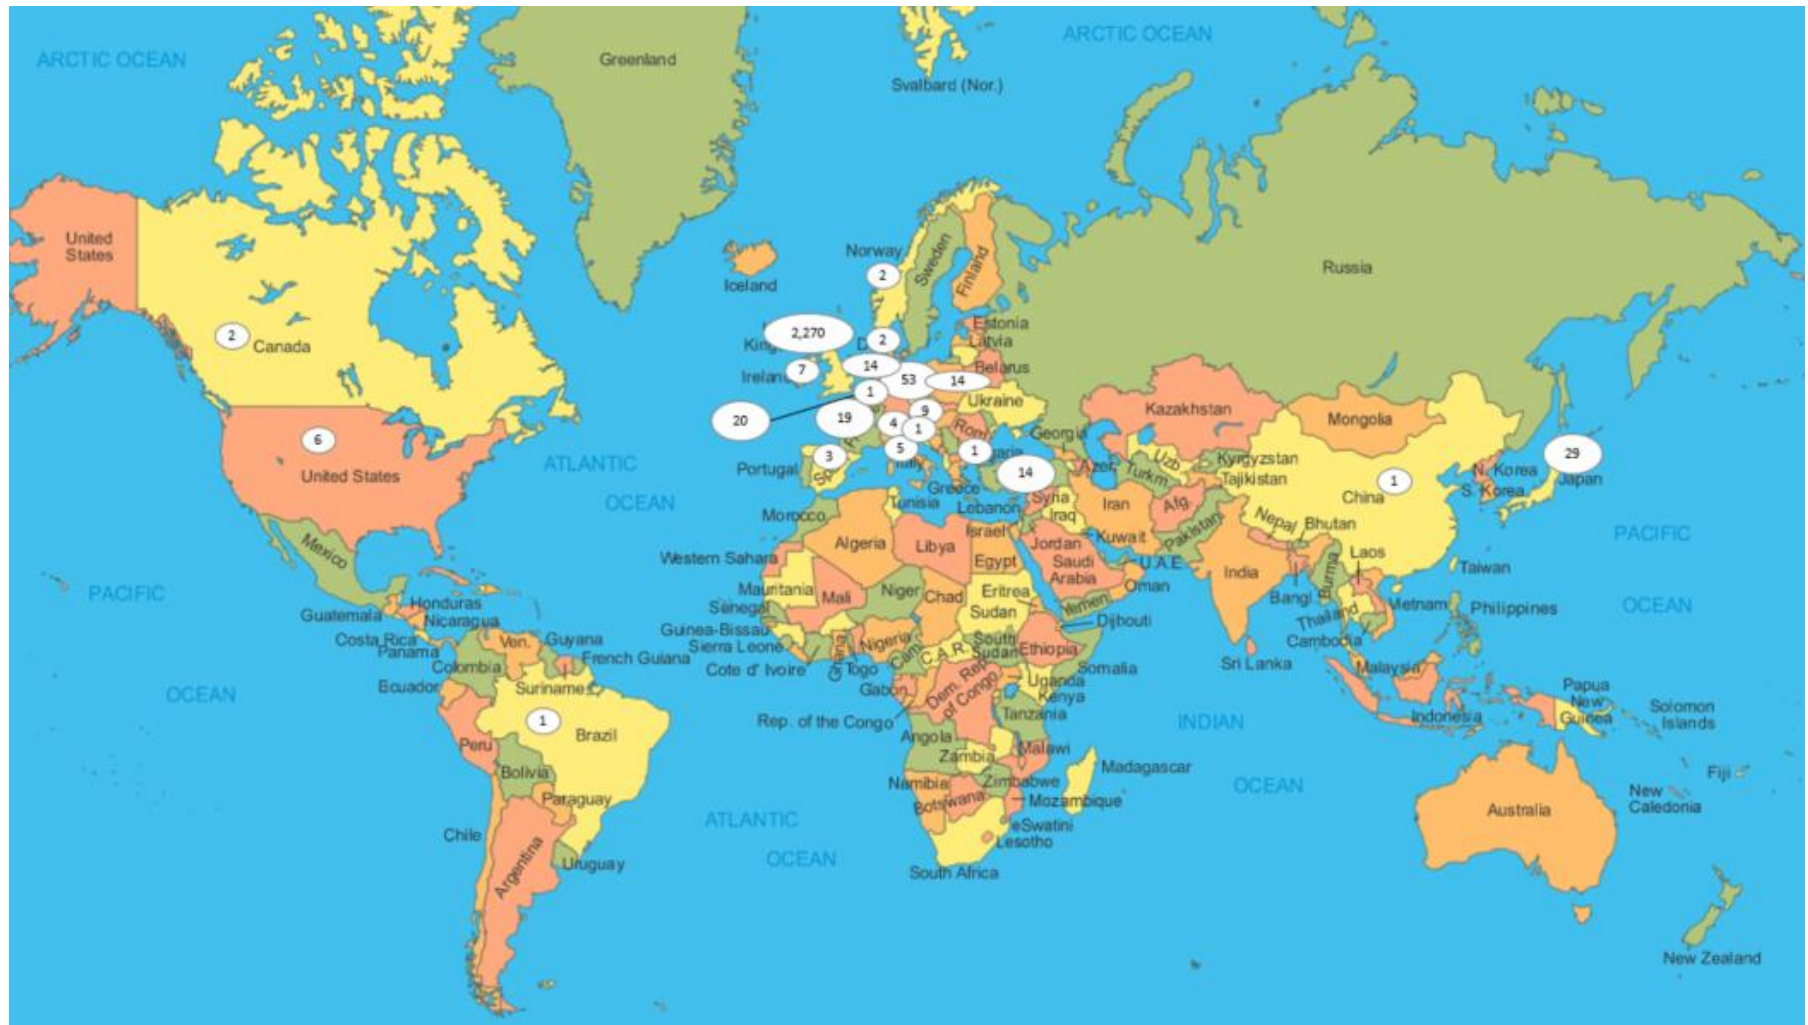 ARCTIC OCEAN
Greenland
Svalbard (Nor.)
ARCTIC OCEAN
United
States
2
Canada
Iceland
Norway
2
Sweden
Finland
Russia
2,270
2
Estonia
Latvia
7
14
53
14
Belarus
1
20
19
4
9
1
Ukraine
5
3
1
14
Georgia
Kazakhstan
Mongolia
6
United States
ATLANTIC
OCEAN
Portugal
Italy
Greece
Azer.
Uzb.
Turkm.
Kyrgyzstan
Tajikistan
China
1
29
N. Korea
S. Korea
Japan
PACIFIC
OCEAN
Mexico
Morocco
Tunisia
Lebanon
Syria
Iraq
Iran
Afg.
Pakistan
Nepal
Bhutan
Laos
Taiwan
Western Sahara
Algeria
Libya
Egypt
Israel
Jordan
Kuwait
Saudi
Arabia
U.A.E.
Oman
Yemen
India
Bangl.
Burma
Thailand
Vietnam
Cambodia
Philippines
PACIFIC
OCEAN
Guatemala
Honduras
Nicaragua
Costa Rica
Panama
Mauritania
Mali
Niger
Chad
Sudan
Eritrea
Djibouti
Senegal
Guinea-Bissau
Sierra Leone
Cote d' Ivoire
Ghana
Togo
Nigeria
Cam.
C.A.R.
South
Sudan
Ethiopia
Somalia
Sri Lanka
Malaysia
Indonesia
Papua
New
Guinea
Solomon
Islands
Ven.
Guyana
French Guiana
Suriname
Colombia
Ecuador
1
Brazil
Peru
Bolivia
Paraguay
Chile
Argentina
Uruguay
Gabon
Rep. of the Congo
Dem. Rep.
of Congo
Uganda
Kenya
Tanzania
Angola
Zambia
Malawi
Namibia
Botswana
Zimbabwe
Mozambique
Madagascar
eSwatini
Lesotho
South Africa
ATLANTIC
OCEAN
INDIAN
OCEAN
Australia
Fiji
New
Caledonia
New Zealand